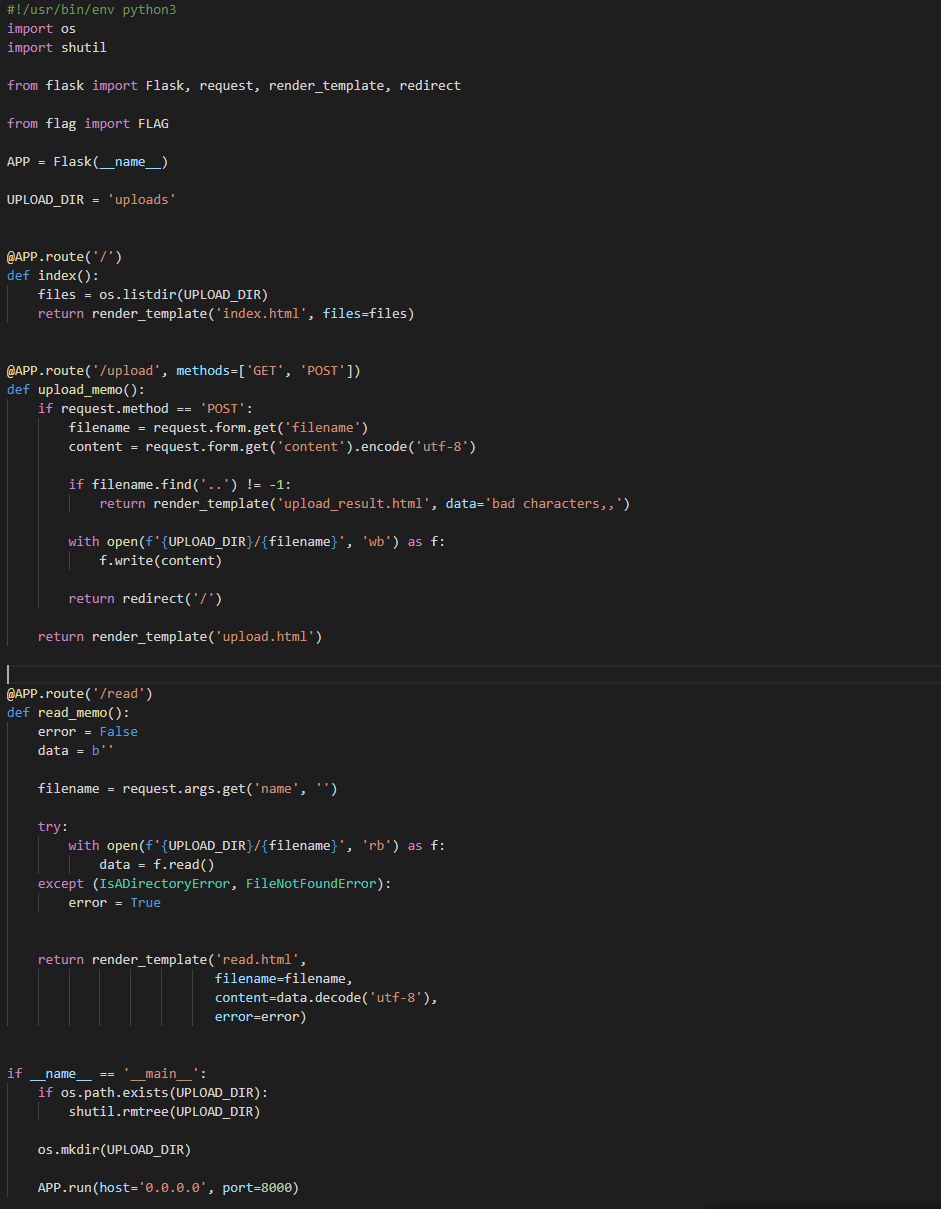 #!/usr/bin/env python3
import os
import shutil
from flask import Flask, request, render_template, redirect
from flag import FLAG
APP = Flask(__name__)
UPLOAD_DIR = 'uploads'
@APP.route('/')
def index():
    files = os.listdir(UPLOAD_DIR)
    return render_template('index.html', files=files)
@APP.route('/upload', methods=['GET', 'POST'])
def upload_memo():
    if request.method == 'POST':
        filename = request.form.get('filename')
        content = request.form.get('content').encode('utf-8')
        if filename.find('..') != -1:
            return render_template('upload_result.html', data='bad characters,,')
        with open(f'{UPLOAD_DIR}/{filename}', 'wb') as f:
            f.write(content)
        return redirect('/')
    return render_template('upload.html')
@APP.route('/read')
def read_memo():
    error = False
    data = b''
    filename = request.args.get('name', '')
    try:
        with open(f'{UPLOAD_DIR}/{filename}', 'rb') as f:
            data = f.read()
    except (IsADirectoryError, FileNotFoundError):
        error = True
    return render_template('read.html',
                           filename=filename,
                           content=data.decode('utf-8'),
                           error=error)
if __name__ == '__main__':
    if os.path.exists(UPLOAD_DIR):
        shutil.rmtree(UPLOAD_DIR)
    os.mkdir(UPLOAD_DIR)
    APP.run(host='0.0.0.0', port=8000)